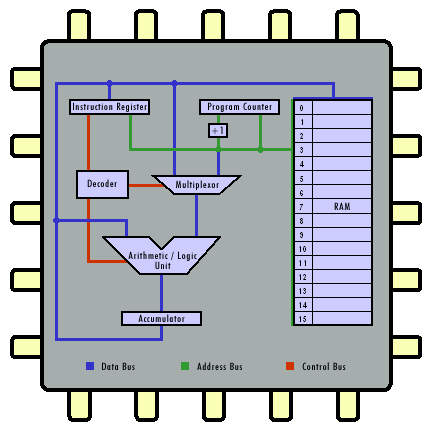 Instruction Register
Program Counter
+1
Decoder
Multiplexor
Arithmetic / Logic
Unit
Accumulator
0
1
2
3
4
5
6
7
8
9
10
11
12
13
14
15
RAM
Data Bus
Address Bus
Control Bus